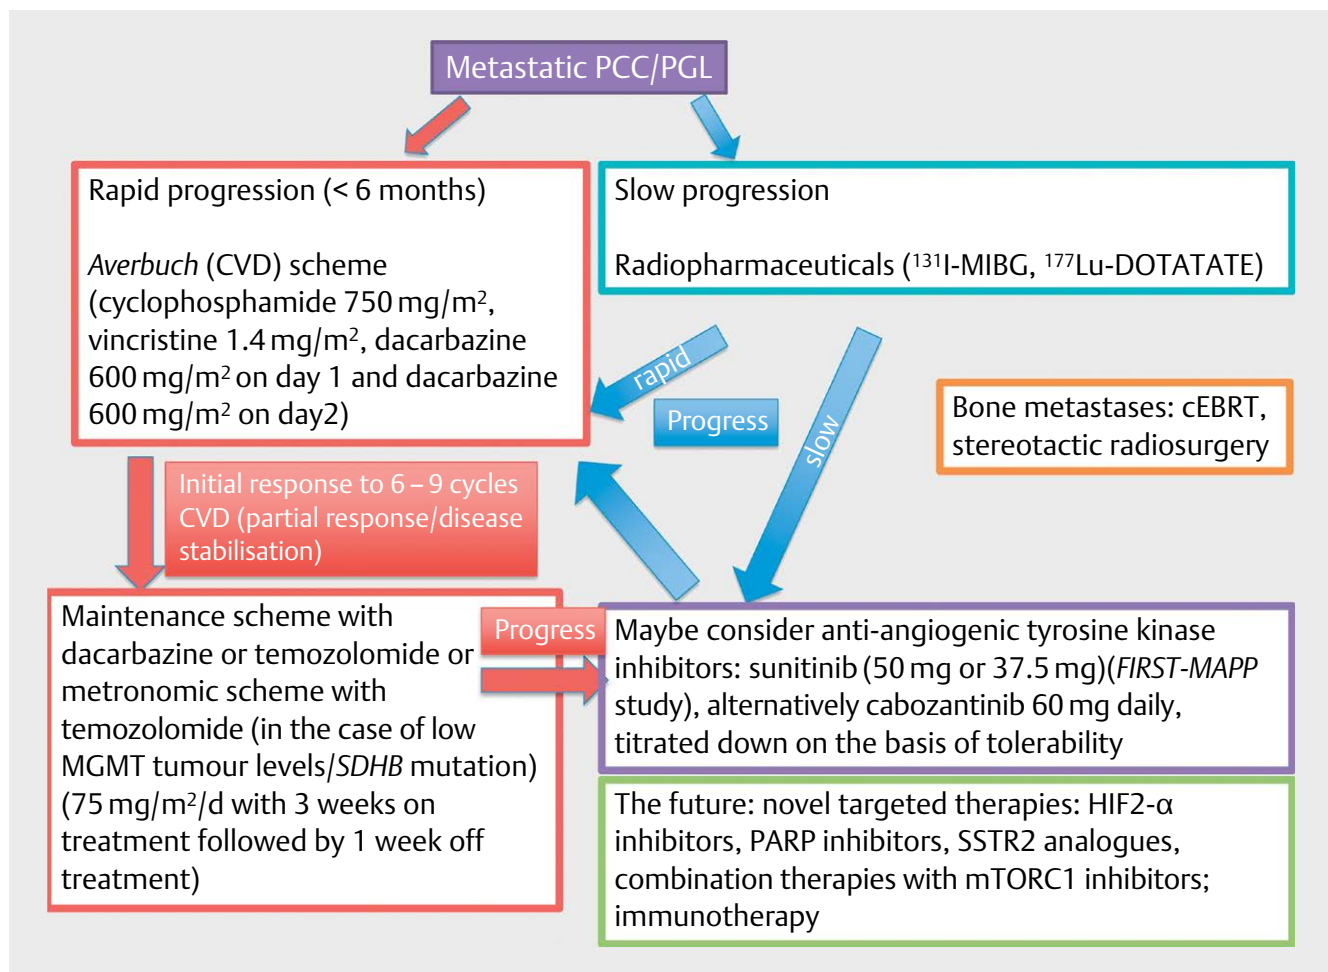 Metastatic PCC/PGL
Rapid progression (< 6 months)
Averbuch (CVD) scheme
(cyclophosphamide 750 mg/m²,
vincristine 1.4 mg/m², dacarbazine
600 mg/m² on day 1 and dacarbazine
600 mg/m² on day2)
Slow progression
Radiopharmaceuticals (¹³¹I-MIBG, ¹⁷⁷Lu-DOTATATE)
rapid
Progress
slow
Bone metastases: cEBRT,
stereotactic radiosurgery
Initial response to 6 – 9 cycles
CVD (partial response/disease
stabilisation)
Maintenance scheme with
dacarbazine or temozolomide or
metronomic scheme with
temozolomide (in the case of low
MGMT tumour levels/SDHB mutation)
(75 mg/m²/d with 3 weeks on
treatment followed by 1 week off
treatment)
Progress
Maybe consider anti-angiogenic tyrosine kinase
inhibitors: sunitinib (50 mg or 37.5 mg)(FIRST-MAPP
study), alternatively cabozantinib 60 mg daily,
titrated down on the basis of tolerability
The future: novel targeted therapies: HIF2-α
inhibitors, PARP inhibitors, SSTR2 analogues,
combination therapies with mTORC1 inhibitors;
immunotherapy